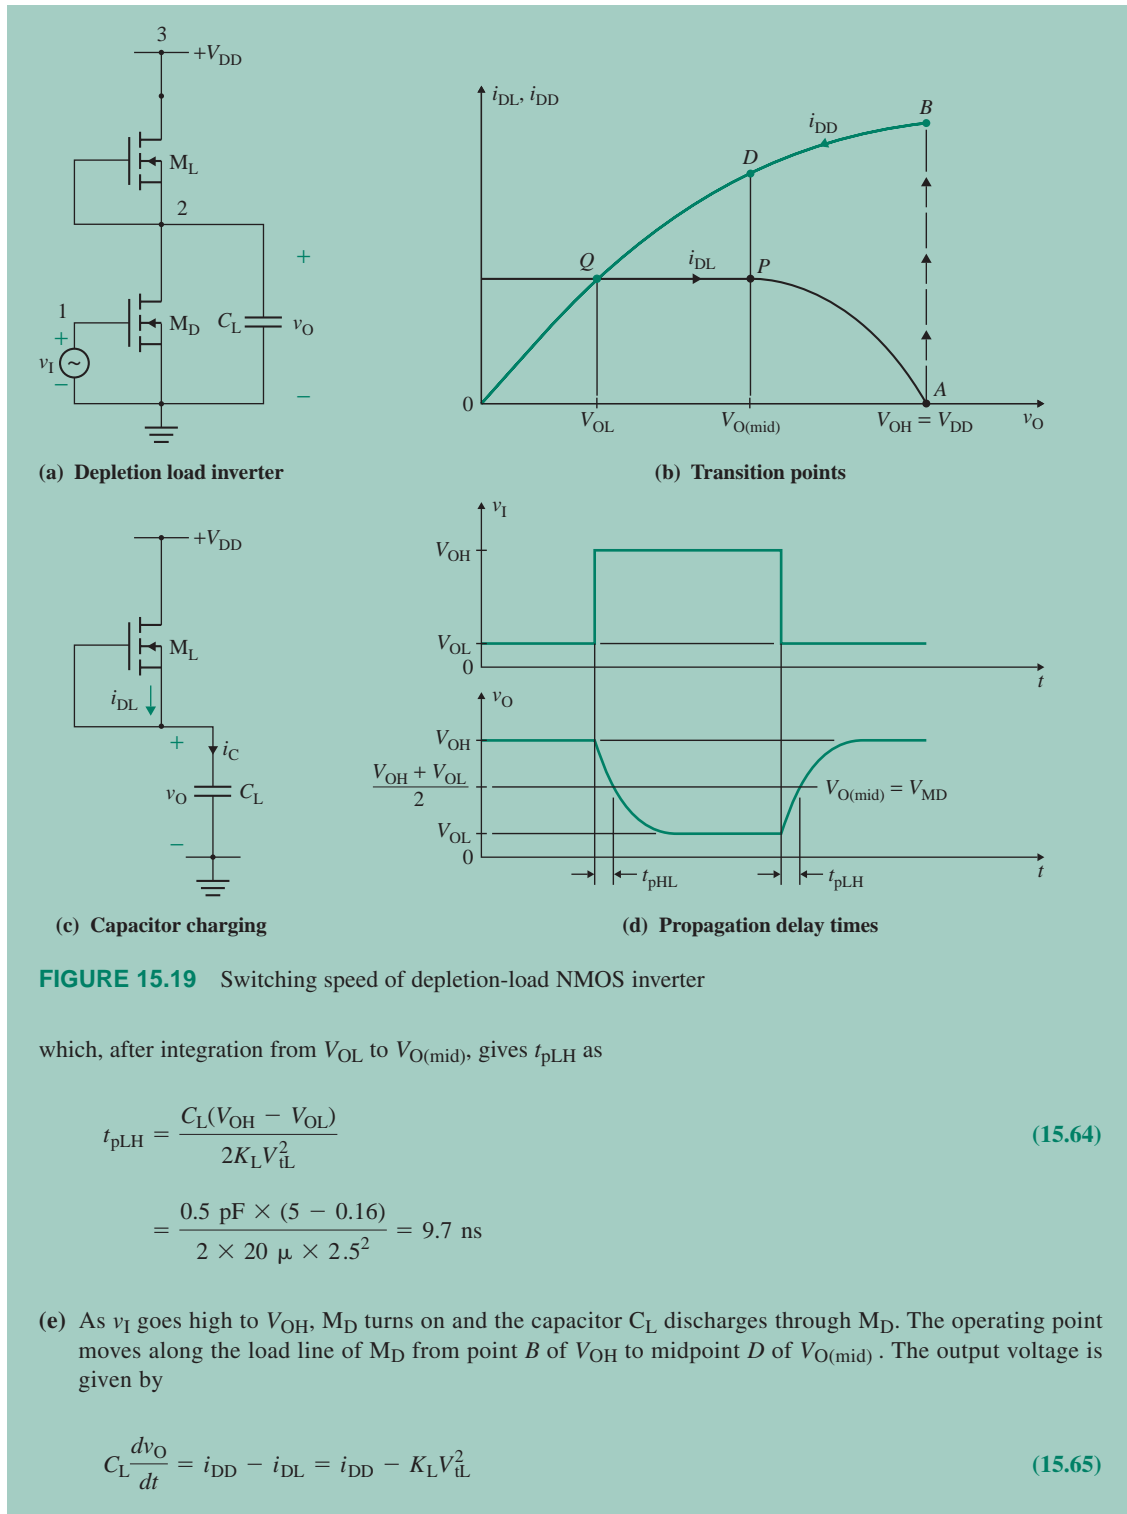 3
+V_DD
M_L
2
1
+
M_D
C_L
+
v_O
v_I
~
−
−
(a) Depletion load inverter
i_DL, i_DD
B
i_DD
D
Q
i_DL
P
A
0
V_OL
V_O(mid)
V_OH = V_DD
v_O
(b) Transition points
+V_DD
M_L
i_DL
+
i_C
v_O
C_L
−
(c) Capacitor charging
v_I
V_OH
V_OL
0
t
v_O
V_OH
V_OH + V_OL
2
V_O(mid) = V_MD
V_OL
0
t
t_pHL
t_pLH
(d) Propagation delay times
FIGURE 15.19 Switching speed of depletion-load NMOS inverter
which, after integration from V_OL to V_O(mid), gives t_pLH as
t_pLH = C_L(V_OH − V_OL) / 2K_L V_tL^2 (15.64)
= 0.5 pF × (5 − 0.16) / 2 × 20 μ × 2.5^2 = 9.7 ns
(e) As v_I goes high to V_OH, M_D turns on and the capacitor C_L discharges through M_D. The operating point
moves along the load line of M_D from point B of V_OH to midpoint D of V_O(mid) . The output voltage is
given by
C_L dv_O/dt = i_DD − i_DL = i_DD − K_L V_tL^2 (15.65)